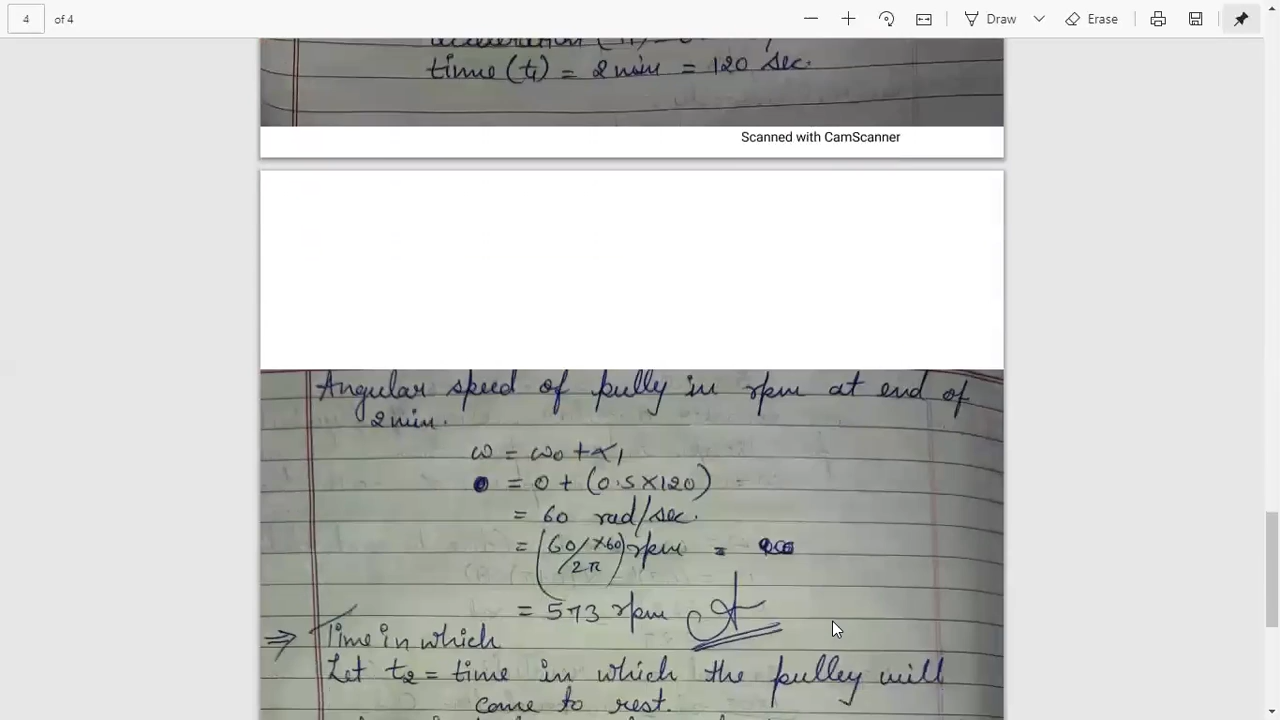 4 of 4 Draw Erase
time (t1) = 2 min = 120 sec.
Scanned with CamScanner
Angular speed of pully in rpm at end of
2 min.
ω = ω0 + α1
= 0 + (0.5 × 120)
= 60 rad/sec.
= (60/2π × 60) rpm =
= 573 rpm
⇒ Time in which
Let t2 = time in which the pulley will
come to rest.